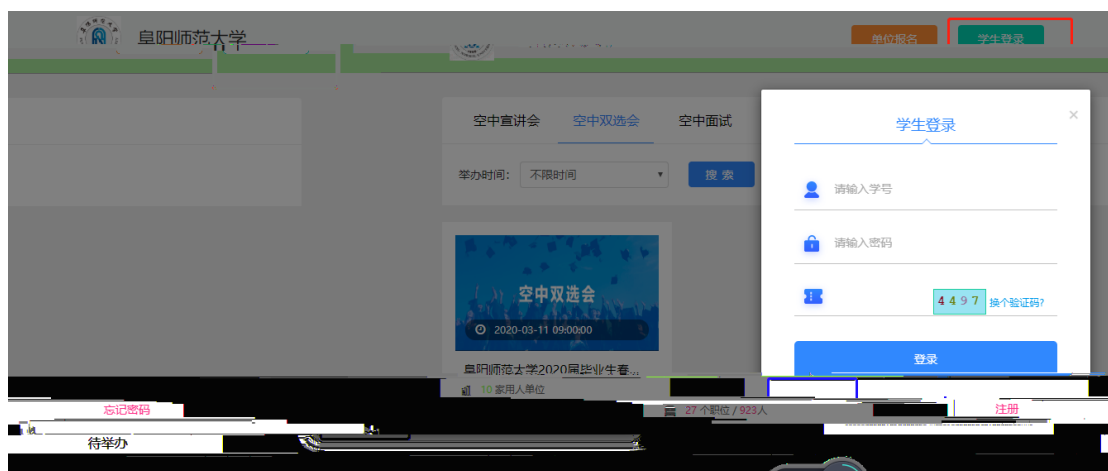 阜阳师范大学
单位报名 学生登录
空中宣讲会 空中双选会 空中面试
举办时间: 不限时间 搜 索
空中双选会
2020-03-11 09:00:00
阜阳师范大学2020届毕业生春...
10 家用人单位
27 个职位 / 923人
学生登录
×
请输入学号
请输入密码
4497 换个验证码?
登录
忘记密码 注册
待举办